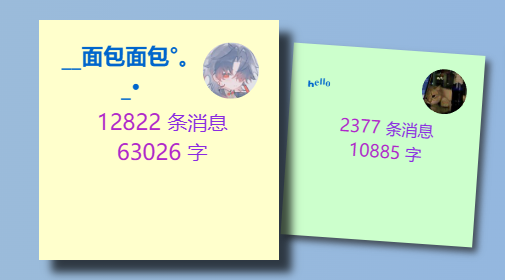 __面包面包°。
_•
12822 条消息
63026 字
ʰᵉˡˡᵒ
2377 条消息
10885 字